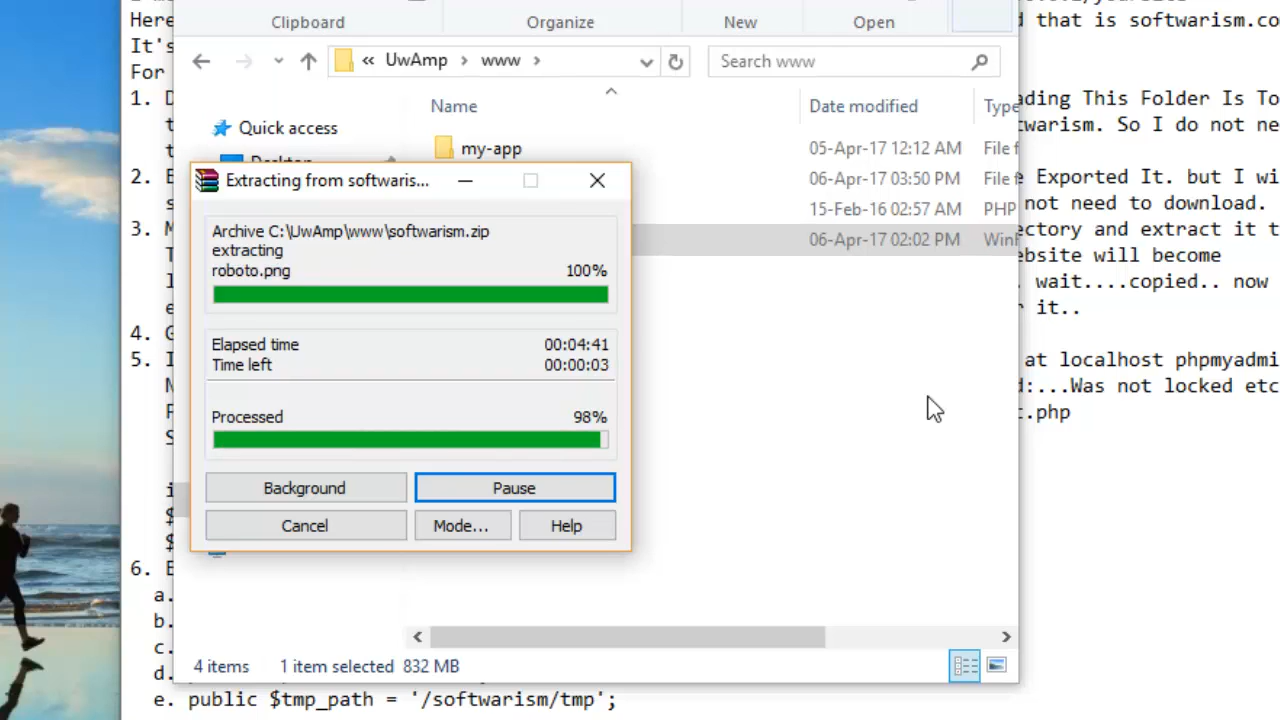 Clipboard Organize New Open
Here d that is softwarism.co
It's
« UwAmp > www > Search www
For
1. D Name Date modified Type ading This Folder Is To
Quick access twarism. So I do not ne
Desktop my-app 05-Apr-17 12:12 AM File f
2. E Extracting from softwaris... 06-Apr-17 03:50 PM File f e Exported It. but I wi
15-Feb-16 02:57 AM PHP not need to download.
3. M Archive C:\UwAmp\www\softwarism.zip 06-Apr-17 02:02 PM ectory and extract it t
extracting ebsite will become
roboto.png 100% . wait....copied.. now
r it..
4. G Elapsed time 00:04:41
5. I Time left 00:00:03 at localhost phpmyadmi
d:...Was not locked etc
Processed 98% t.php
Background Pause
Cancel Mode... Help
6. E
a.
b.
c.
d.
4 items 1 item selected 832 MB
e. public $tmp_path = '/softwarism/tmp';